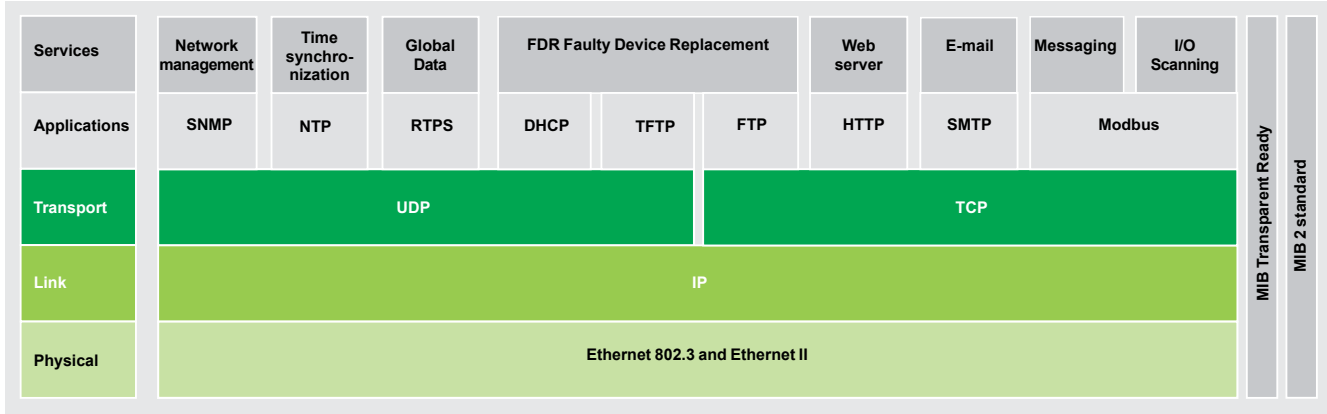 Services
Network
management
Time
synchro-
nization
Global
Data
FDR Faulty Device Replacement
Web
server
E-mail
Messaging
I/O
Scanning
Applications
SNMP
NTP
RTPS
DHCP
TFTP
FTP
HTTP
SMTP
Modbus
Transport
UDP
TCP
Link
IP
Physical
Ethernet 802.3 and Ethernet II
MIB Transparent Ready
MIB 2 standard